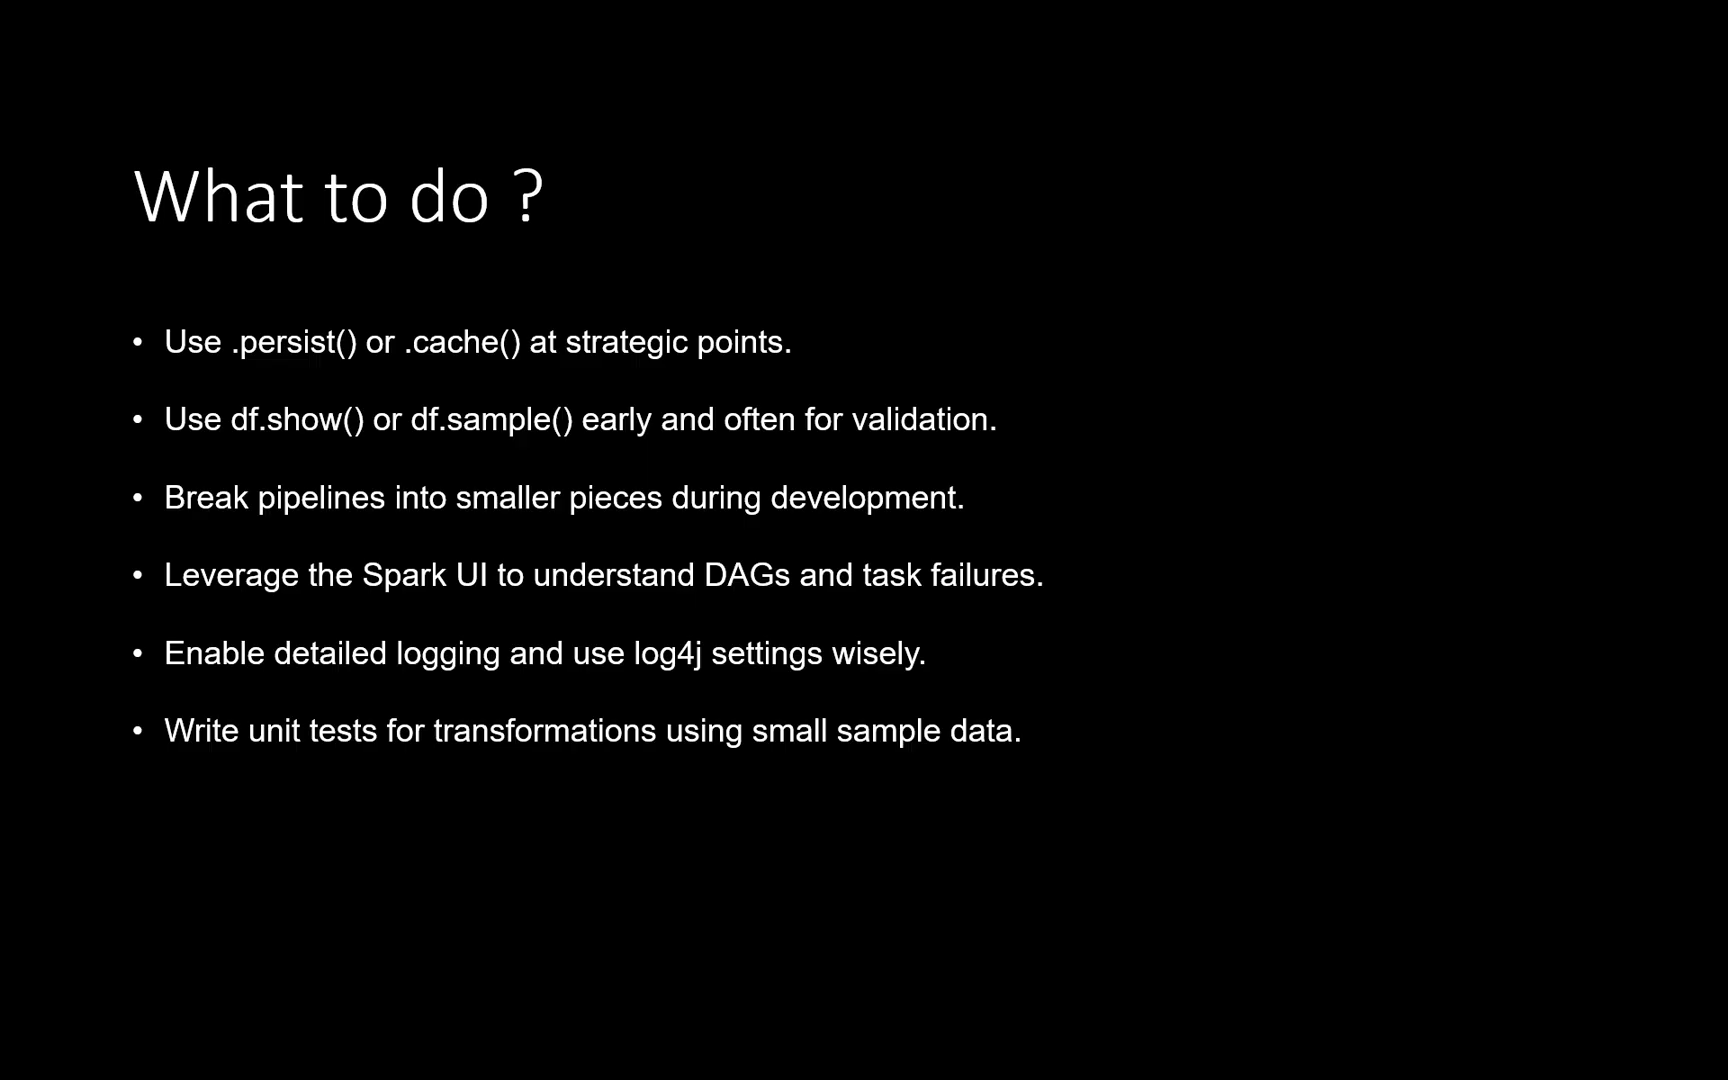 What to do ?
• Use .persist() or .cache() at strategic points.
• Use df.show() or df.sample() early and often for validation.
• Break pipelines into smaller pieces during development.
• Leverage the Spark UI to understand DAGs and task failures.
• Enable detailed logging and use log4j settings wisely.
• Write unit tests for transformations using small sample data.